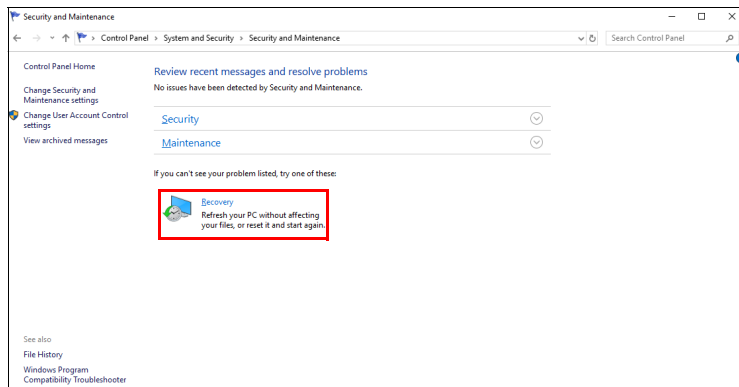 Security and Maintenance
Control Panel > System and Security > Security and Maintenance
Search Control Panel
Control Panel Home
Change Security and
Maintenance settings
Change User Account Control
settings
View archived messages
Review recent messages and resolve problems
No issues have been detected by Security and Maintenance.
Security
Maintenance
If you can't see your problem listed, try one of these:
Recovery
Refresh your PC without affecting
your files, or reset it and start again.
See also
File History
Windows Program
Compatibility Troubleshooter